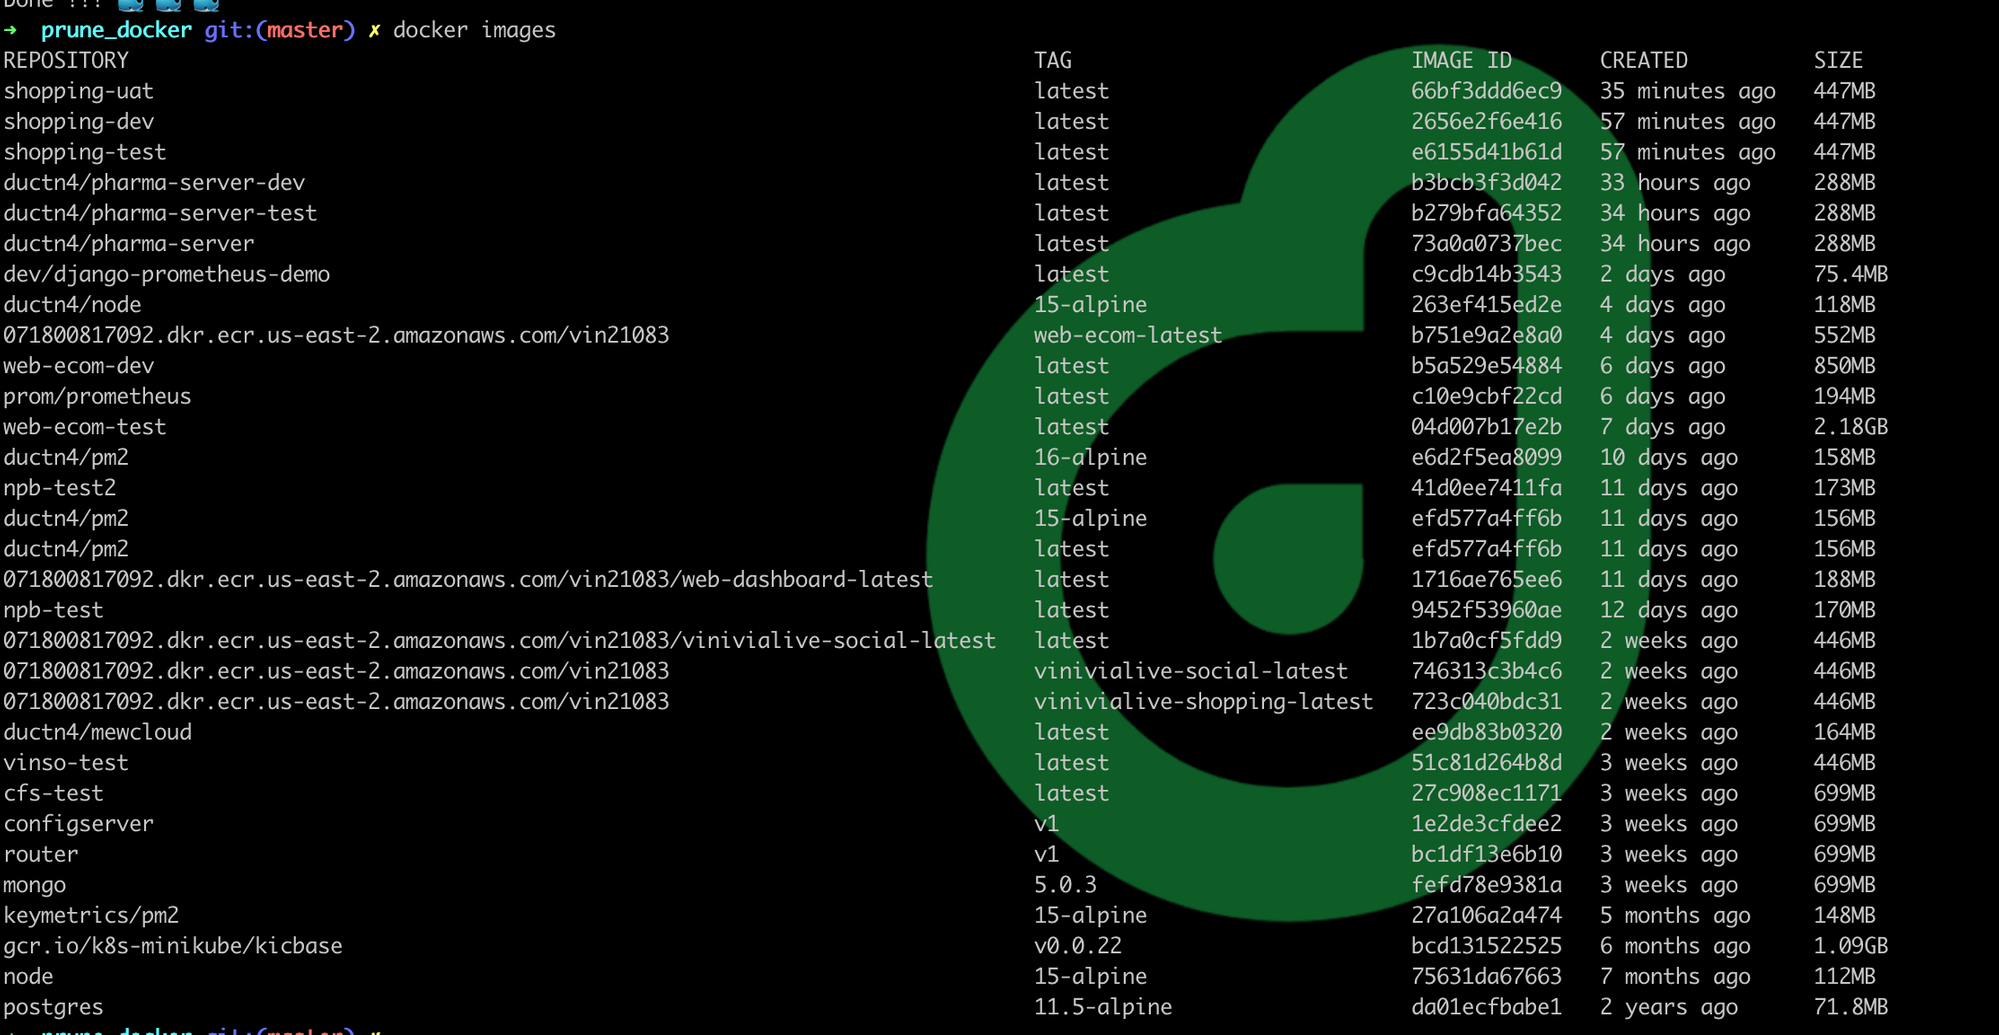 Done !!! 🐳 🐳 🐳
➜  prune_docker git:(master) ✗ docker images
REPOSITORY TAG IMAGE ID CREATED SIZE
shopping-uat latest 66bf3ddd6ec9 35 minutes ago 447MB
shopping-dev latest 2656e2f6e416 57 minutes ago 447MB
shopping-test latest e6155d41b61d 57 minutes ago 447MB
ductn4/pharma-server-dev latest b3bcb3f3d042 33 hours ago 288MB
ductn4/pharma-server-test latest b279bfa64352 34 hours ago 288MB
ductn4/pharma-server latest 73a0a0737bec 34 hours ago 288MB
dev/django-prometheus-demo latest c9cdb14b3543 2 days ago 75.4MB
ductn4/node 15-alpine 263ef415ed2e 4 days ago 118MB
071800817092.dkr.ecr.us-east-2.amazonaws.com/vin21083 web-ecom-latest b751e9a2e8a0 4 days ago 552MB
web-ecom-dev latest b5a529e54884 6 days ago 850MB
prom/prometheus latest c10e9cbf22cd 6 days ago 194MB
web-ecom-test latest 04d007b17e2b 7 days ago 2.18GB
ductn4/pm2 16-alpine e6d2f5ea8099 10 days ago 158MB
npb-test2 latest 41d0ee7411fa 11 days ago 173MB
ductn4/pm2 15-alpine efd577a4ff6b 11 days ago 156MB
ductn4/pm2 latest efd577a4ff6b 11 days ago 156MB
071800817092.dkr.ecr.us-east-2.amazonaws.com/vin21083/web-dashboard-latest latest 1716ae765ee6 11 days ago 188MB
npb-test latest 9452f53960ae 12 days ago 170MB
071800817092.dkr.ecr.us-east-2.amazonaws.com/vin21083/vinivialive-social-latest latest 1b7a0cf5fdd9 2 weeks ago 446MB
071800817092.dkr.ecr.us-east-2.amazonaws.com/vin21083 vinivialive-social-latest 746313c3b4c6 2 weeks ago 446MB
071800817092.dkr.ecr.us-east-2.amazonaws.com/vin21083 vinivialive-shopping-latest 723c040bdc31 2 weeks ago 446MB
ductn4/mewcloud latest ee9db83b0320 2 weeks ago 164MB
vinso-test latest 51c81d264b8d 3 weeks ago 446MB
cfs-test latest 27c908ec1171 3 weeks ago 699MB
configserver v1 1e2de3cfdee2 3 weeks ago 699MB
router v1 bc1df13e6b10 3 weeks ago 699MB
mongo 5.0.3 fefd78e9381a 3 weeks ago 699MB
keymetrics/pm2 15-alpine 27a106a2a474 5 months ago 148MB
gcr.io/k8s-minikube/kicbase v0.0.22 bcd131522525 6 months ago 1.09GB
node 15-alpine 75631da67663 7 months ago 112MB
postgres 11.5-alpine da01ecfbabe1 2 years ago 71.8MB
➜  prune_docker git:(master) ✗